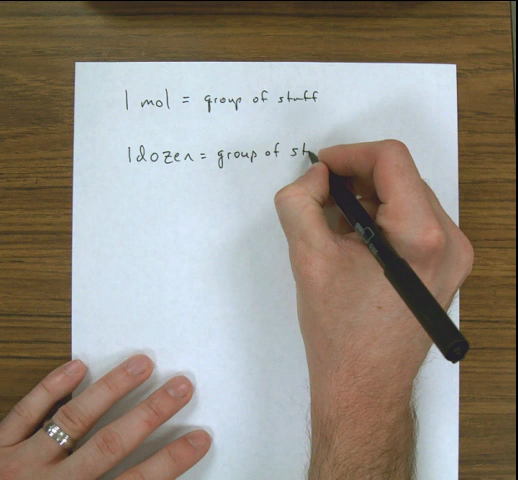 1 mol = group of stuff
1 dozen = group of st